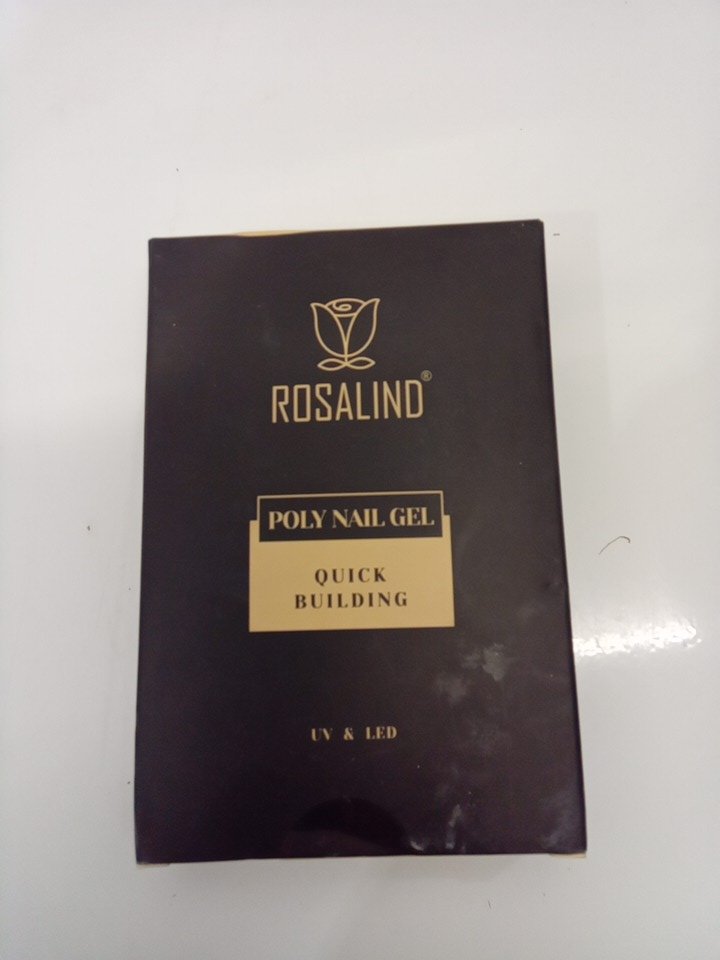 ROSALIND®
POLY NAIL GEL
QUICK
BUILDING
UV & LED